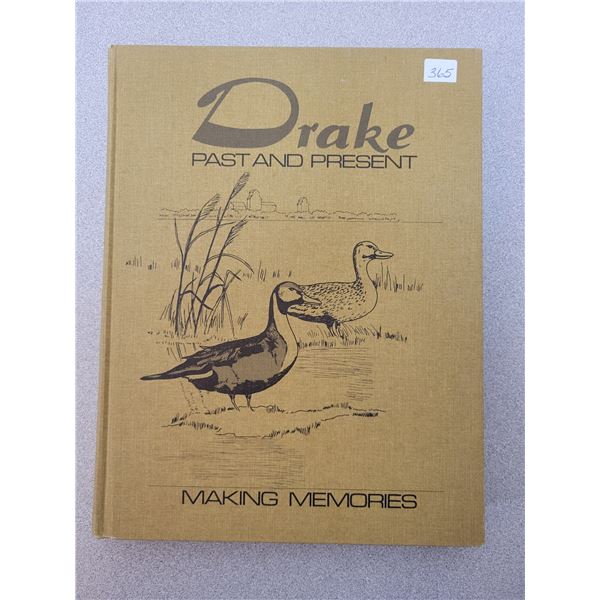 365
Drake
PAST AND PRESENT
MAKING MEMORIES